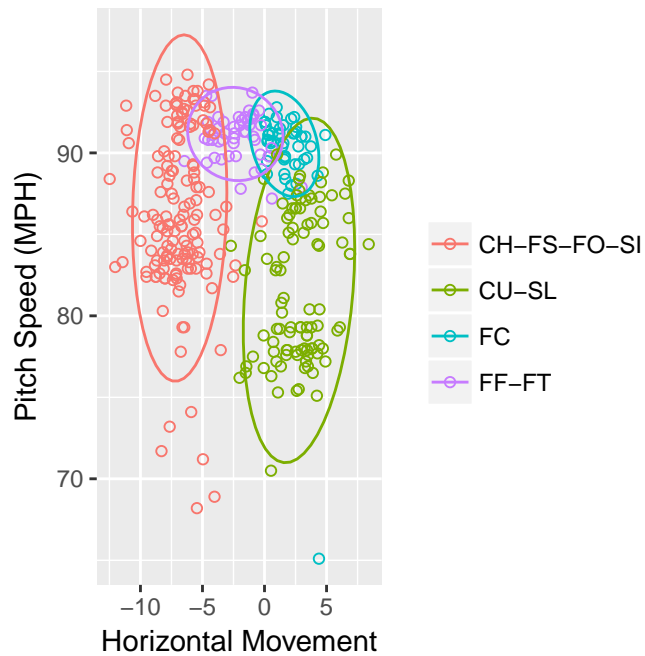 Pitch Speed (MPH)
90
80
70
−10
−5
0
5
Horizontal Movement
CH−FS−FO−SI
CU−SL
FC
FF−FT